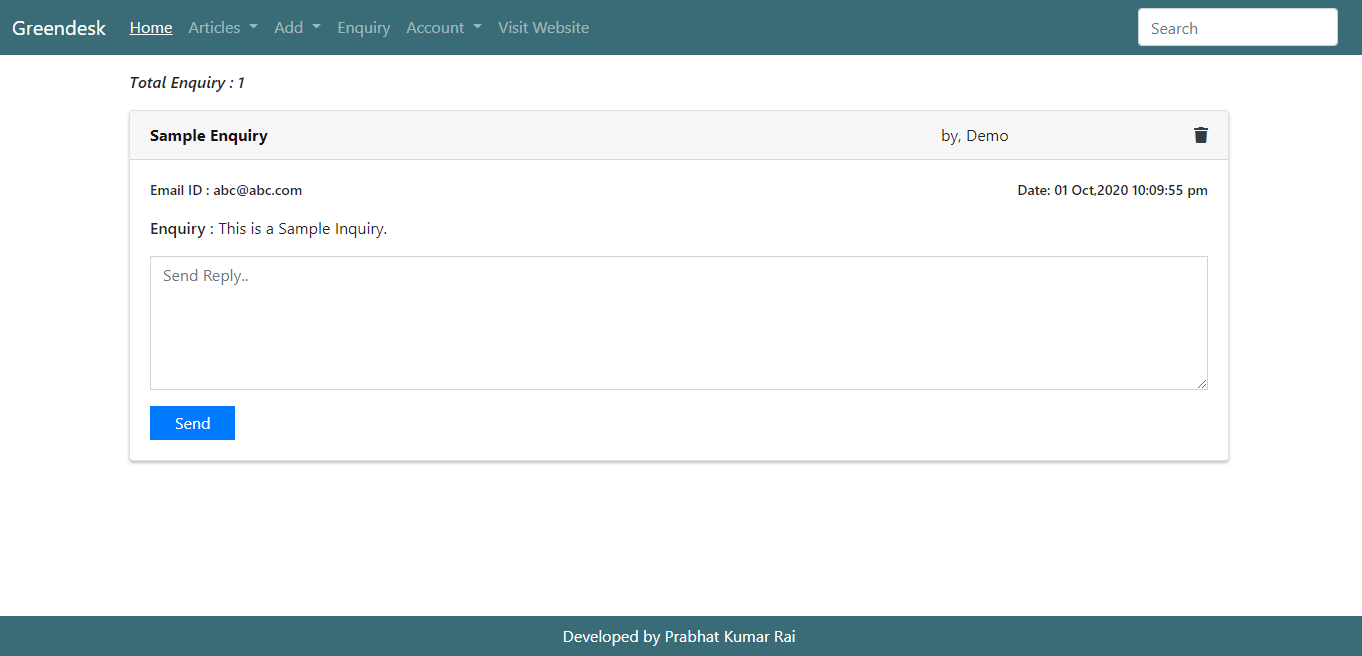 Greendesk Home Articles Add Enquiry Account Visit Website Search
Total Enquiry : 1
Sample Enquiry by, Demo
Email ID : abc@abc.com Date: 01 Oct,2020 10:09:55 pm
Enquiry : This is a Sample Inquiry.
Send Reply..
Send
Developed by Prabhat Kumar Rai